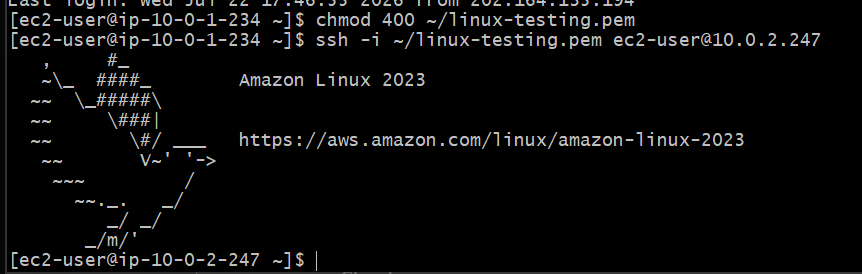 Last login: Wed Jul 22 17:46:53 2026 from 202.164.153.194
[ec2-user@ip-10-0-1-234 ~]$ chmod 400 ~/linux-testing.pem
[ec2-user@ip-10-0-1-234 ~]$ ssh -i ~/linux-testing.pem ec2-user@10.0.2.247
   ,     #_
   ~\_  ####_        Amazon Linux 2023
  ~~  \_#####\
  ~~     \###|
  ~~       \#/ ___   https://aws.amazon.com/linux/amazon-linux-2023
   ~~       V~' '->
    ~~~         /
      ~~._.   _/
         _/ _/
       _/m/'
[ec2-user@ip-10-0-2-247 ~]$